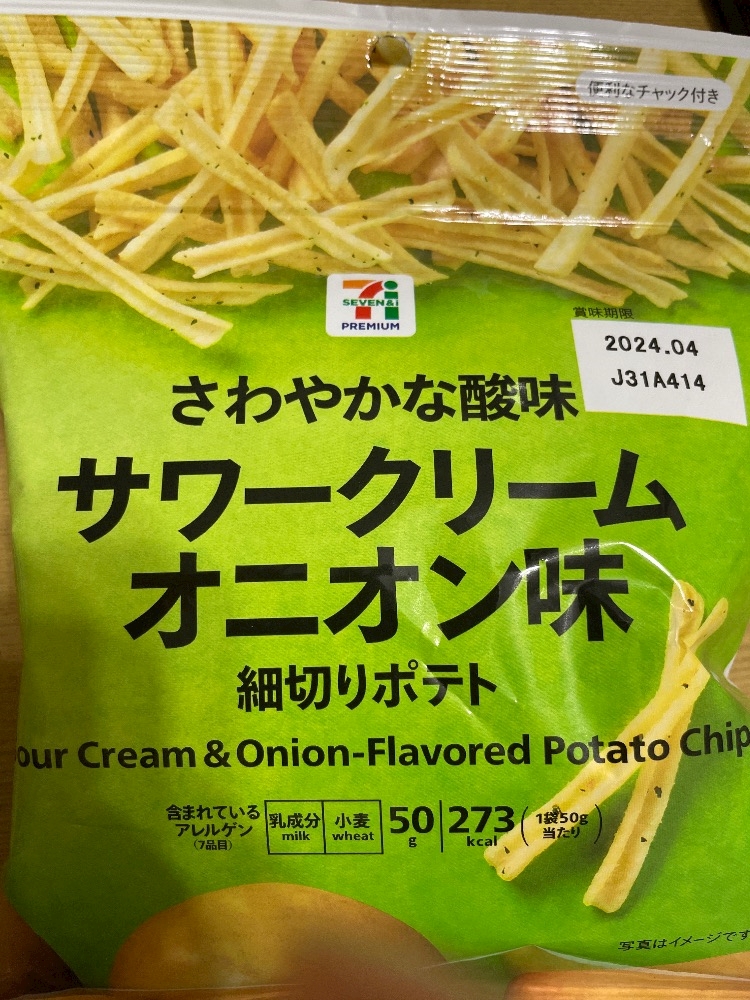 便利なチャック付き
SEVEN&i
PREMIUM
賞味期限
2024.04
J31A414
さわやかな酸味
サワークリーム
オニオン味
細切りポテト
our Cream & Onion-Flavored Potato Chip
含まれている
アレルゲン
(7品目)
乳成分
milk
小麦
wheat
50
g
273
kcal
(1袋50g
当たり)
写真はイメージです